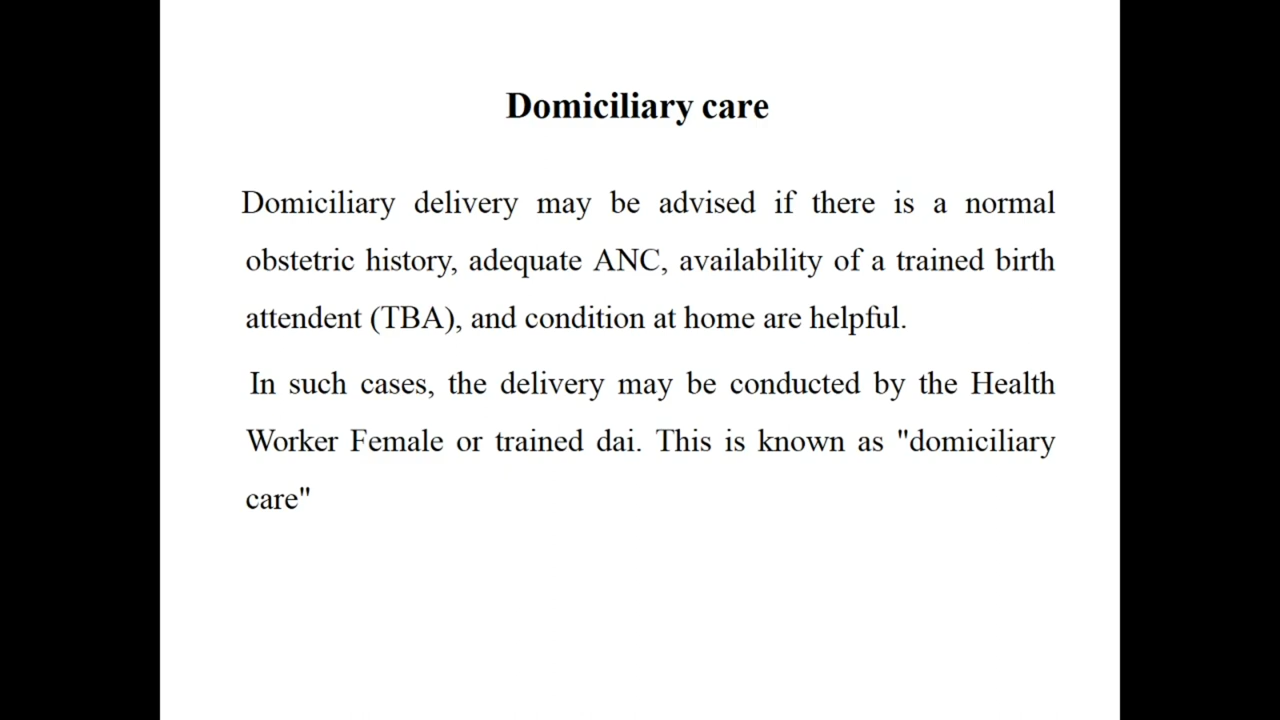 Domiciliary care
Domiciliary delivery may be advised if there is a normal
obstetric history, adequate ANC, availability of a trained birth
attendent (TBA), and condition at home are helpful.
In such cases, the delivery may be conducted by the Health
Worker Female or trained dai. This is known as "domiciliary
care"